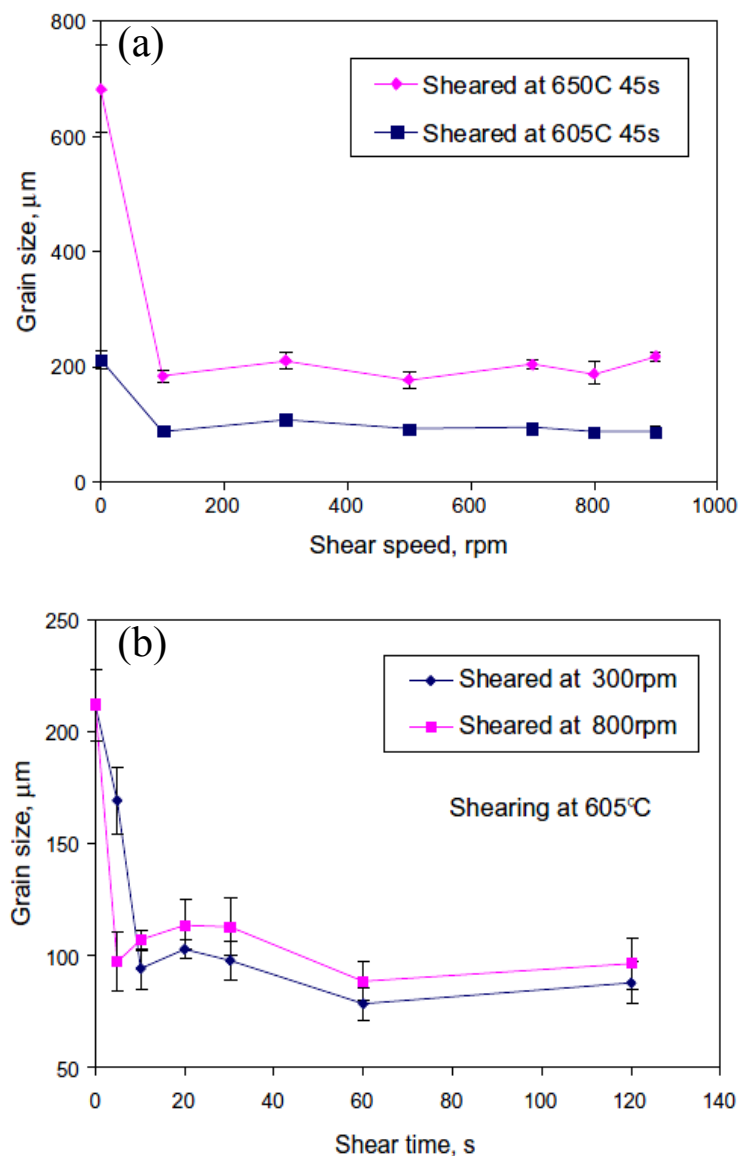 (a)
800
600
400
200
0
Grain size, μm
Sheared at 650C 45s
Sheared at 605C 45s
0 200 400 600 800 1000
Shear speed, rpm
(b)
250
200
150
100
50
Grain size, μm
Sheared at 300rpm
Sheared at 800rpm
Shearing at 605°C
0 20 40 60 80 100 120 140
Shear time, s